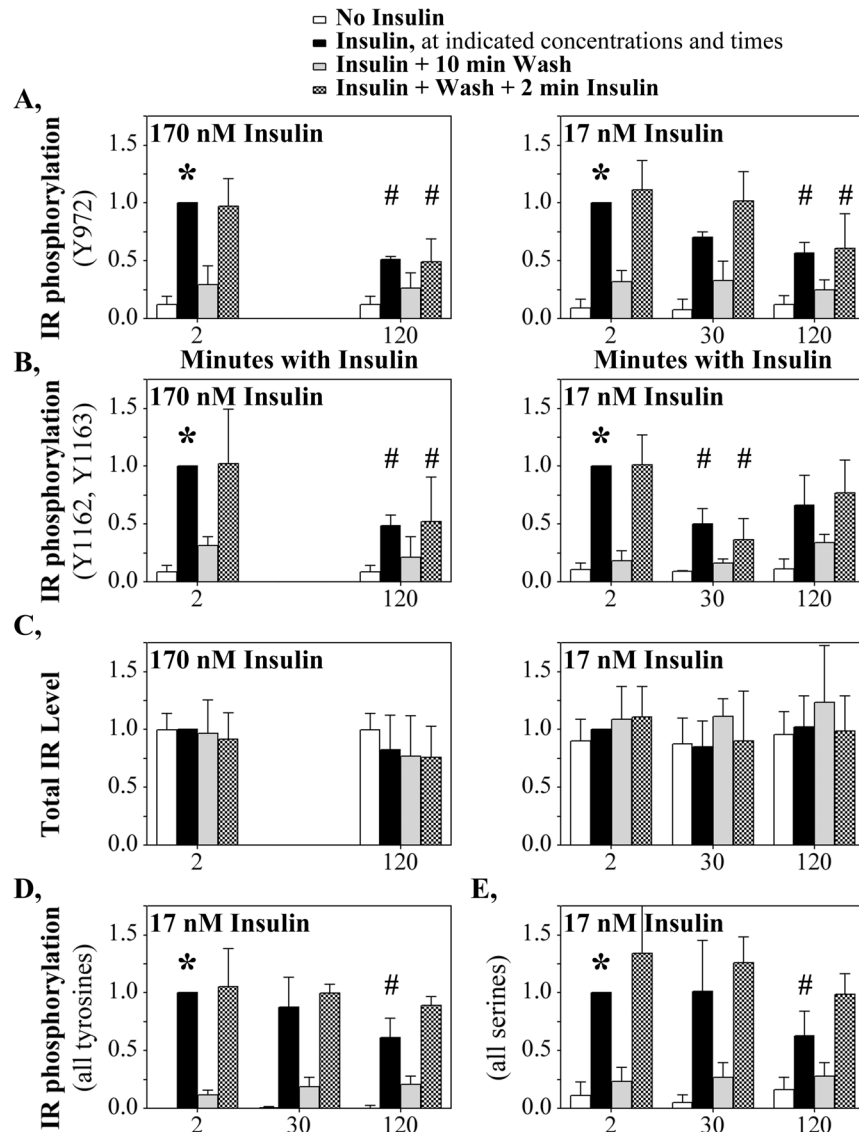 No Insulin
Insulin, at indicated concentrations and times
Insulin + 10 min Wash
Insulin + Wash + 2 min Insulin
A,
IR phosphorylation
(Y972)
170 nM Insulin
*
# #
1.5
1.0
0.5
0.0
2 120
Minutes with Insulin
17 nM Insulin
*
# #
1.5
1.0
0.5
0.0
2 30 120
Minutes with Insulin
B,
IR phosphorylation
(Y1162, Y1163)
170 nM Insulin
*
# #
1.5
1.0
0.5
0.0
2 120
17 nM Insulin
*
# #
1.5
1.0
0.5
0.0
2 30 120
C,
Total IR Level
170 nM Insulin
1.5
1.0
0.5
0.0
2 120
17 nM Insulin
1.5
1.0
0.5
0.0
2 30 120
D,
IR phosphorylation
(all tyrosines)
17 nM Insulin
*
#
1.5
1.0
0.5
0.0
2 30 120
E,
(all serines)
17 nM Insulin
*
#
1.5
1.0
0.5
0.0
2 30 120